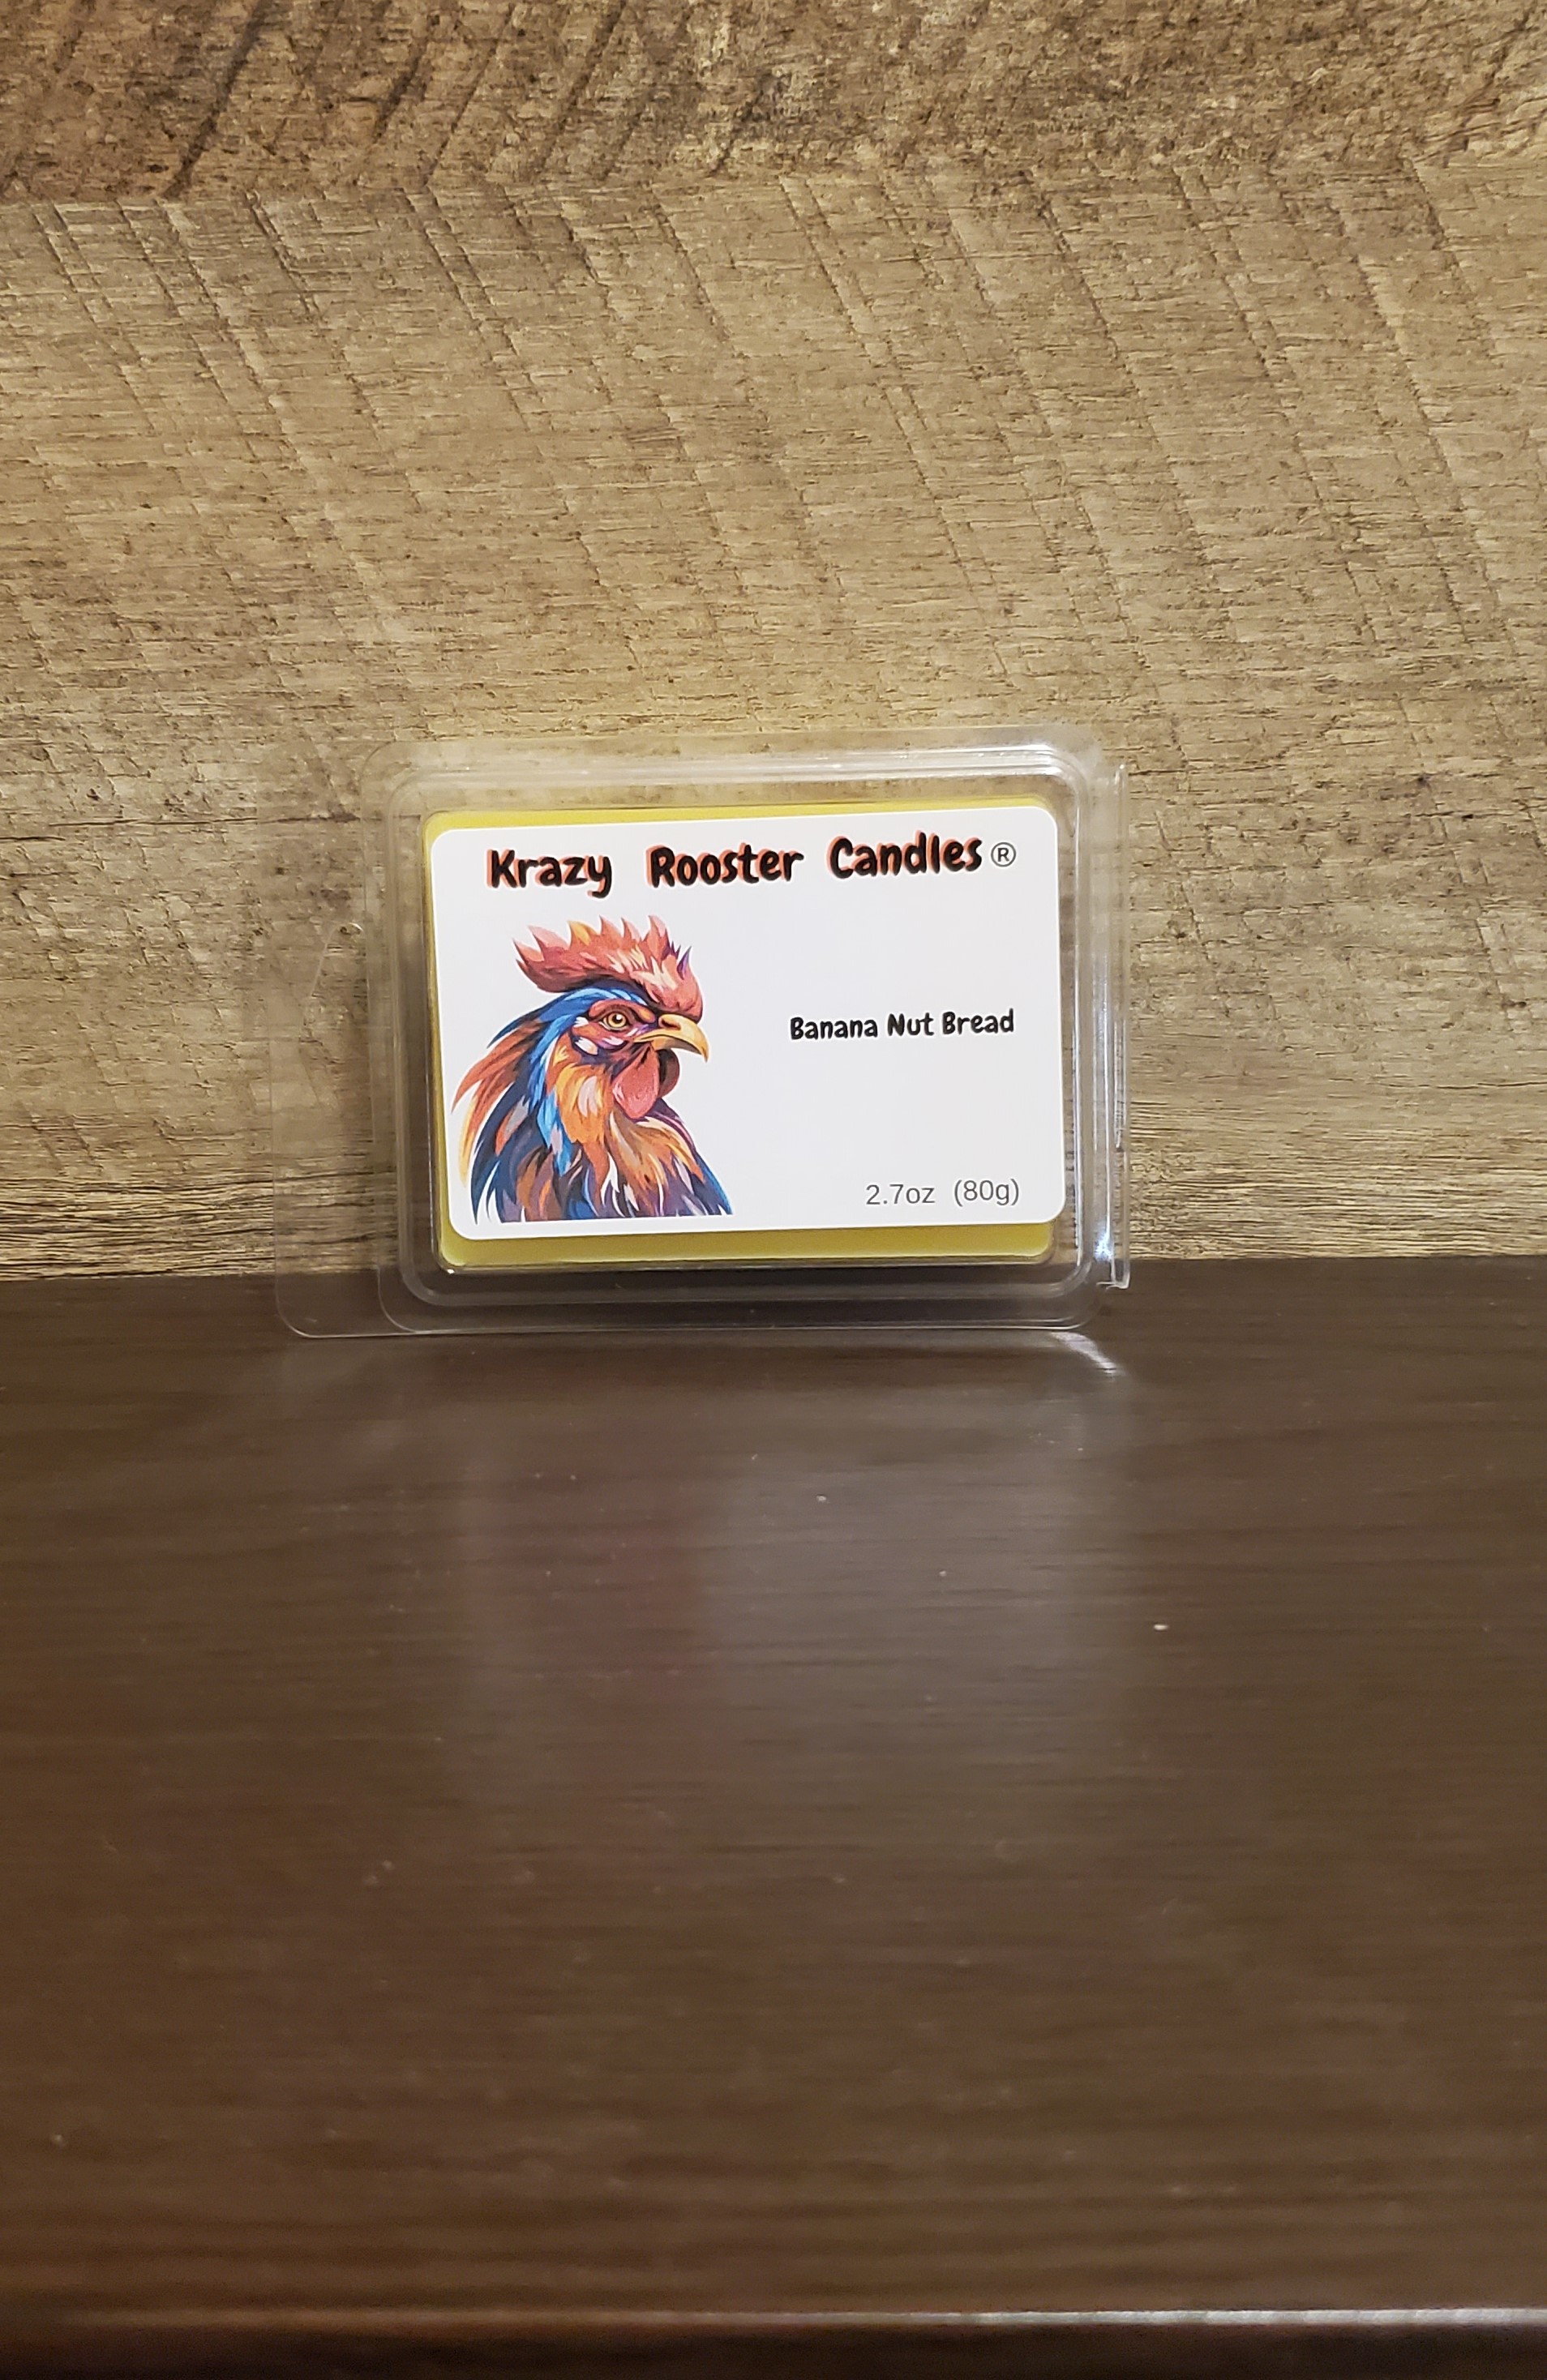 Krazy Rooster Candles®
Banana Nut Bread
2.7oz (80g)